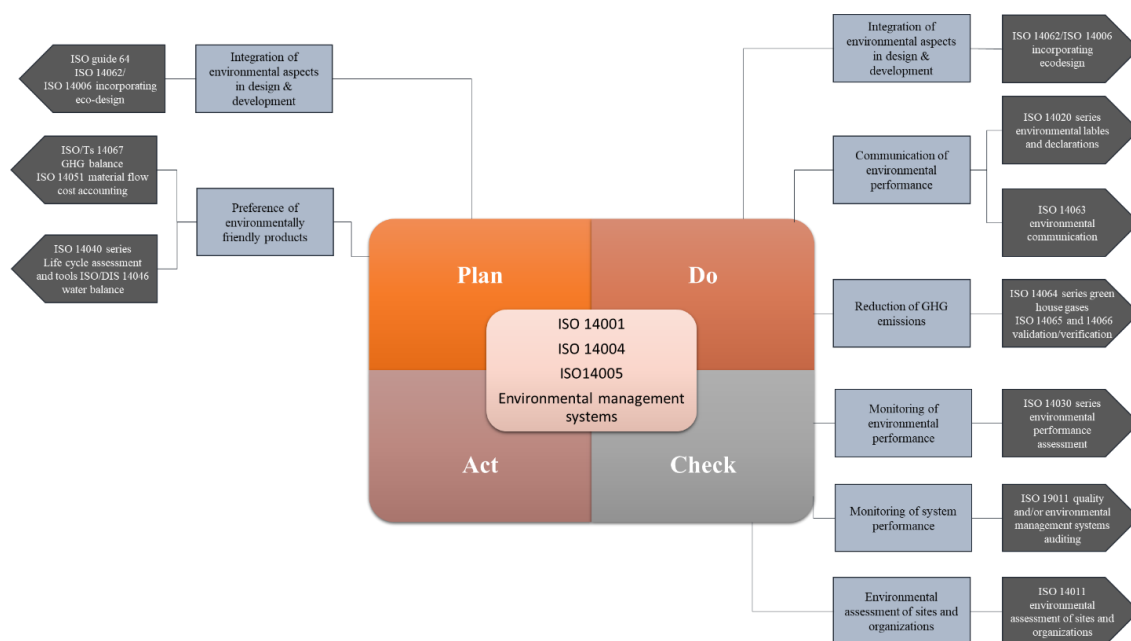 ISO guide 64
ISO 14062/
ISO 14006 incorporating
eco-design
Integration of
environmental aspects
in design &
development
ISO/Ts 14067
GHG balance
ISO 14051 material flow
cost accounting
Preference of
environmentally
friendly products
ISO 14040 series
Life cycle assessment
and tools ISO/DIS 14046
water balance
Plan
Do
Act
Check
ISO 14001
ISO 14004
ISO14005
Environmental management
systems
Integration of
environmental aspects
in design &
development
ISO 14062/ISO 14006
incorporating
ecodesign
Communication of
environmental
performance
ISO 14020 series
environmental lables
and declarations
ISO 14063
environmental
communication
Reduction of GHG
emissions
ISO 14064 series green
house gases
ISO 14065 and 14066
validation/verification
Monitoring of
environmental
performance
ISO 14030 series
environmental
performance
assessment
Monitoring of system
performance
ISO 19011 quality
and/or environmental
management systems
auditing
Environmental
assessment of sites and
organizations
ISO 14011
environmental
assessment of sites and
organizations